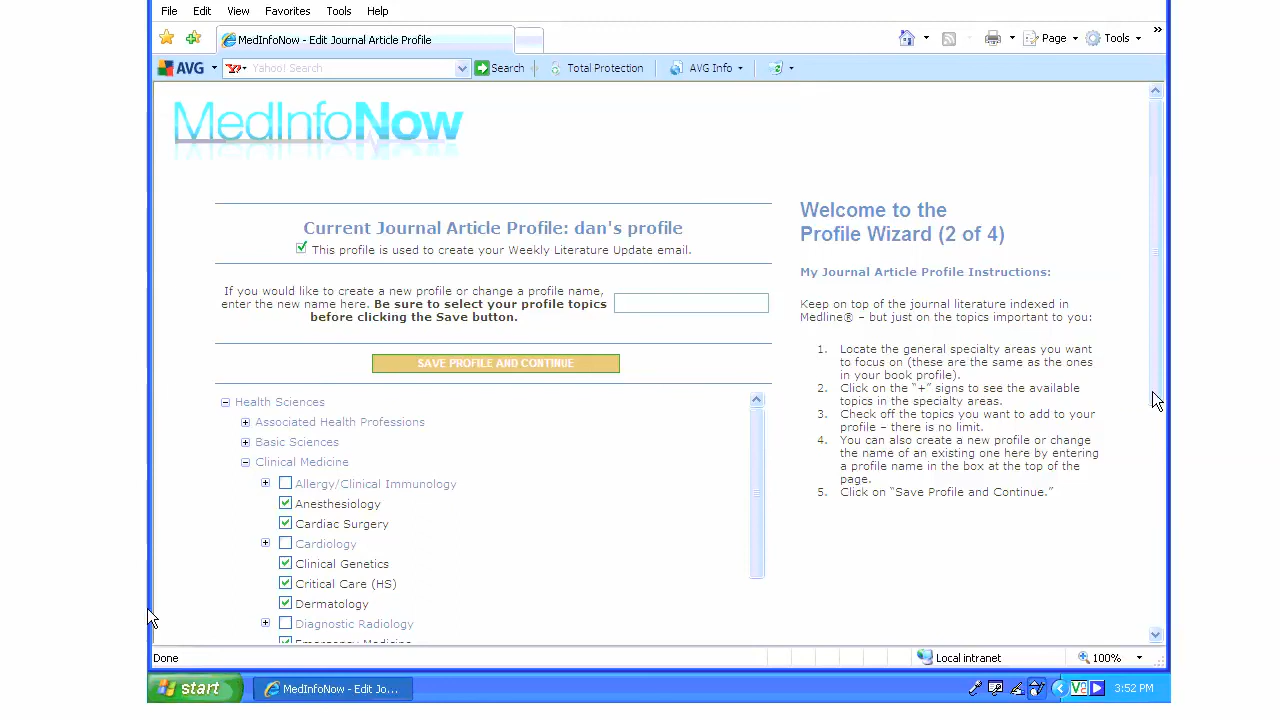 File Edit View Favorites Tools Help
MedInfoNow - Edit Journal Article Profile
Page Tools »
AVG Yahoo! Search Search Total Protection AVG Info
MedInfoNow
Current Journal Article Profile: dan's profile
This profile is used to create your Weekly Literature Update email.
If you would like to create a new profile or change a profile name,
enter the new name here. Be sure to select your profile topics
before clicking the Save button.
SAVE PROFILE AND CONTINUE
Health Sciences
Associated Health Professions
Basic Sciences
Clinical Medicine
Allergy/Clinical Immunology
Anesthesiology
Cardiac Surgery
Cardiology
Clinical Genetics
Critical Care (HS)
Dermatology
Diagnostic Radiology
Emergency Medicine
Welcome to the
Profile Wizard (2 of 4)
My Journal Article Profile Instructions:
Keep on top of the journal literature indexed in
Medline® – but just on the topics important to you:
1. Locate the general specialty areas you want
to focus on (these are the same as the ones
in your book profile).
2. Click on the “+” signs to see the available
topics in the specialty areas.
3. Check off the topics you want to add to your
profile – there is no limit.
4. You can also create a new profile or change
the name of an existing one here by entering
a profile name in the box at the top of the
page.
5. Click on “Save Profile and Continue.”
Done Local intranet 100%
start MedInfoNow - Edit Jo... V2 3:52 PM